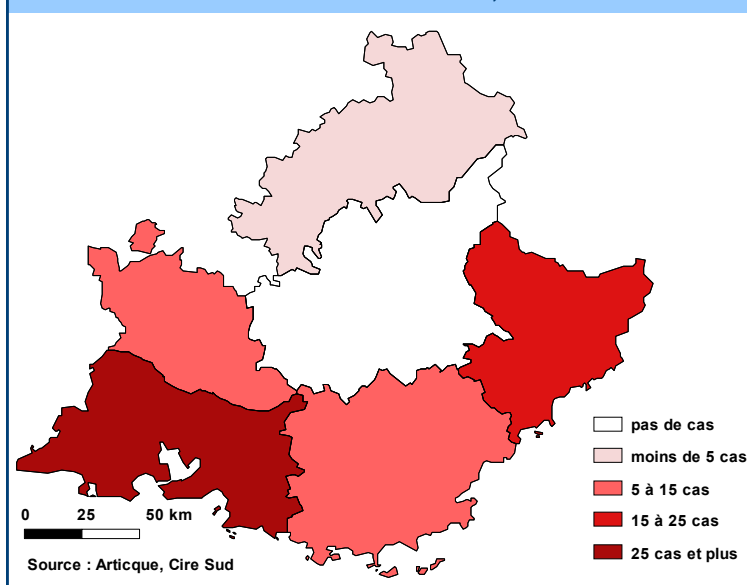 pas de cas
moins de 5 cas
5 à 15 cas
15 à 25 cas
25 cas et plus
0 25 50 km
Source : Articque, Cire Sud